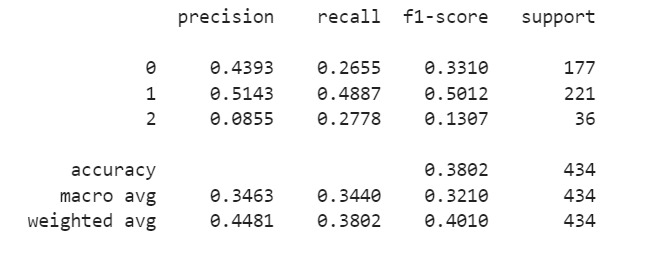 precision recall f1-score support
0 0.4393 0.2655 0.3310 177
1 0.5143 0.4887 0.5012 221
2 0.0855 0.2778 0.1307 36
accuracy 0.3802 434
macro avg 0.3463 0.3440 0.3210 434
weighted avg 0.4481 0.3802 0.4010 434